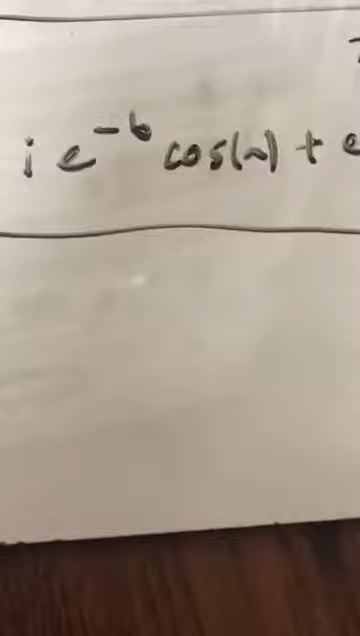 i e^-b cos(a) + e